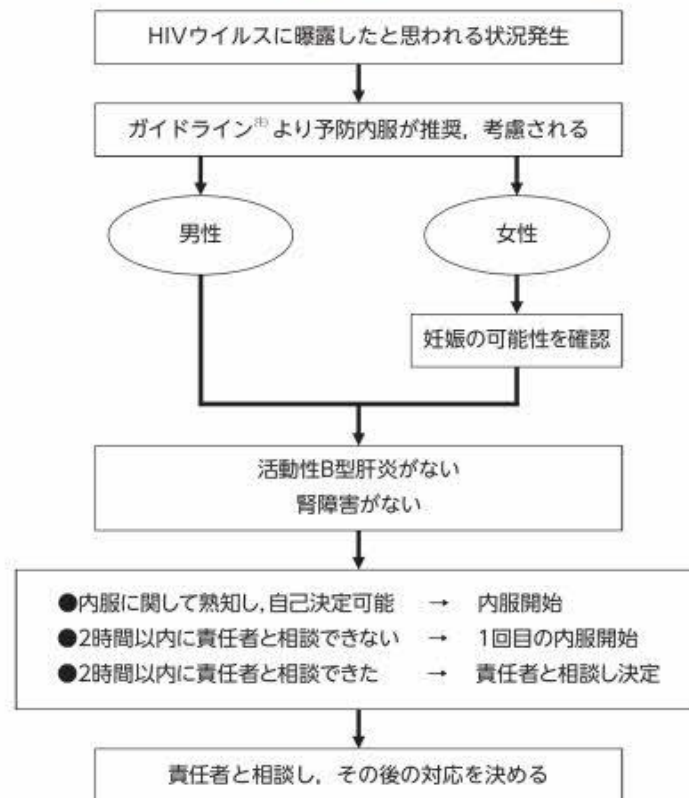 HIVウイルスに曝露したと思われる状況発生
ガイドライン注)より予防内服が推奨，考慮される
男性
女性
妊娠の可能性を確認
活動性B型肝炎がない
腎障害がない
●内服に関して熟知し，自己決定可能 → 内服開始
●2時間以内に責任者と相談できない → 1回目の内服開始
●2時間以内に責任者と相談できた → 責任者と相談し決定
責任者と相談し，その後の対応を決める